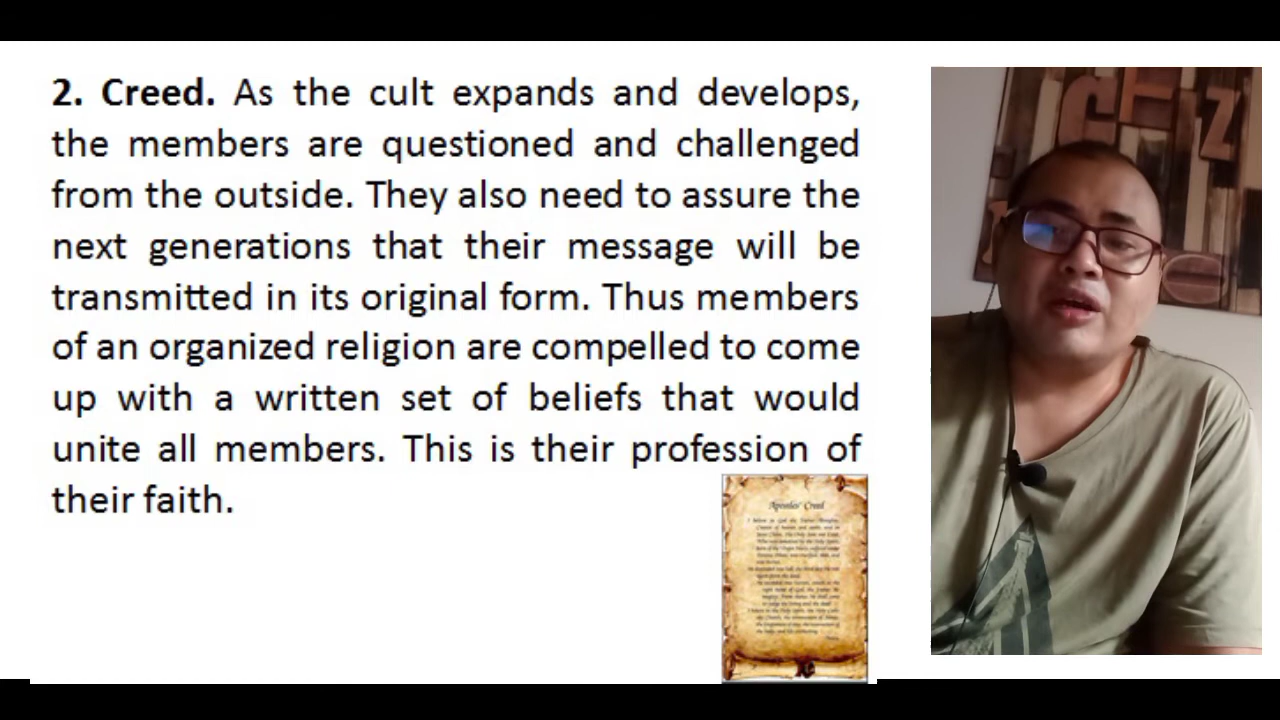 2. Creed. As the cult expands and develops,
the members are questioned and challenged
from the outside. They also need to assure the
next generations that their message will be
transmitted in its original form. Thus members
of an organized religion are compelled to come
up with a written set of beliefs that would
unite all members. This is their profession of
their faith.
Apostles' Creed